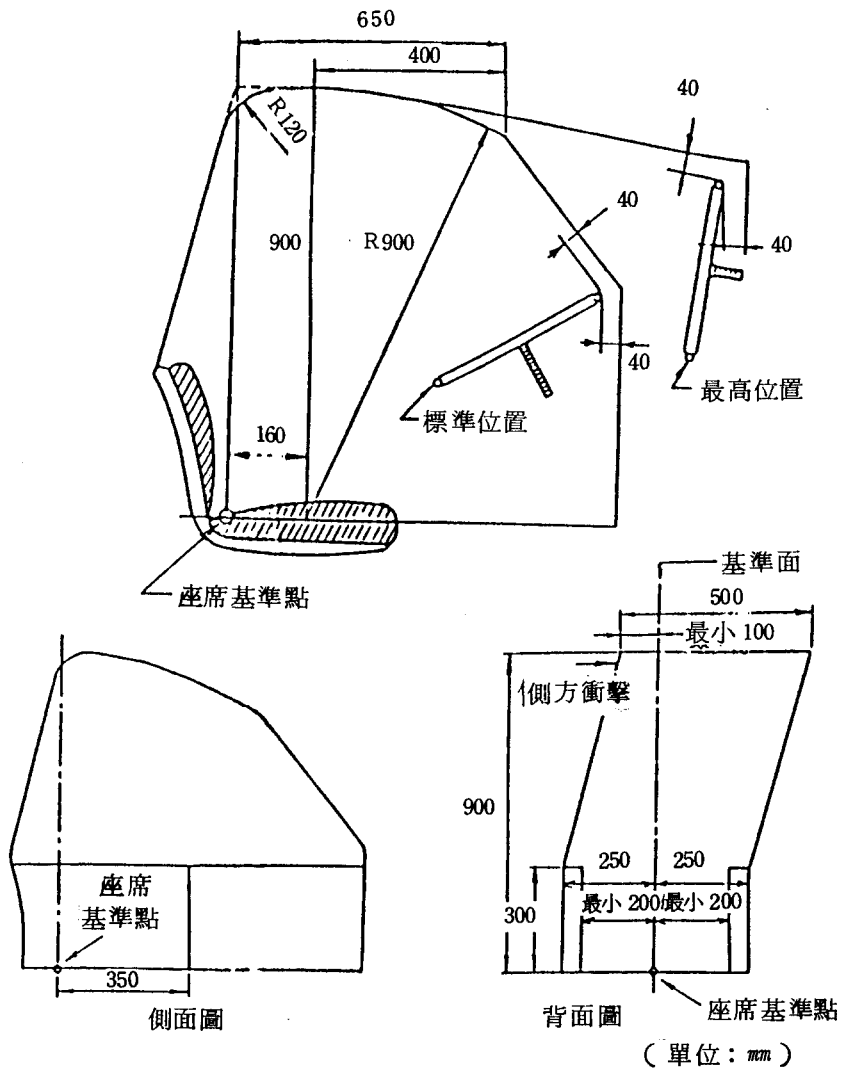 650
400
40
R120
40
900
R900
40
40
最高位置
標準位置
160
座席基準點
基準面
500
最小 100
側方衝擊
900
250
250
座席
基準點
最小 200
最小 200
300
350
側面圖
背面圖
座席基準點
(單位：mm)